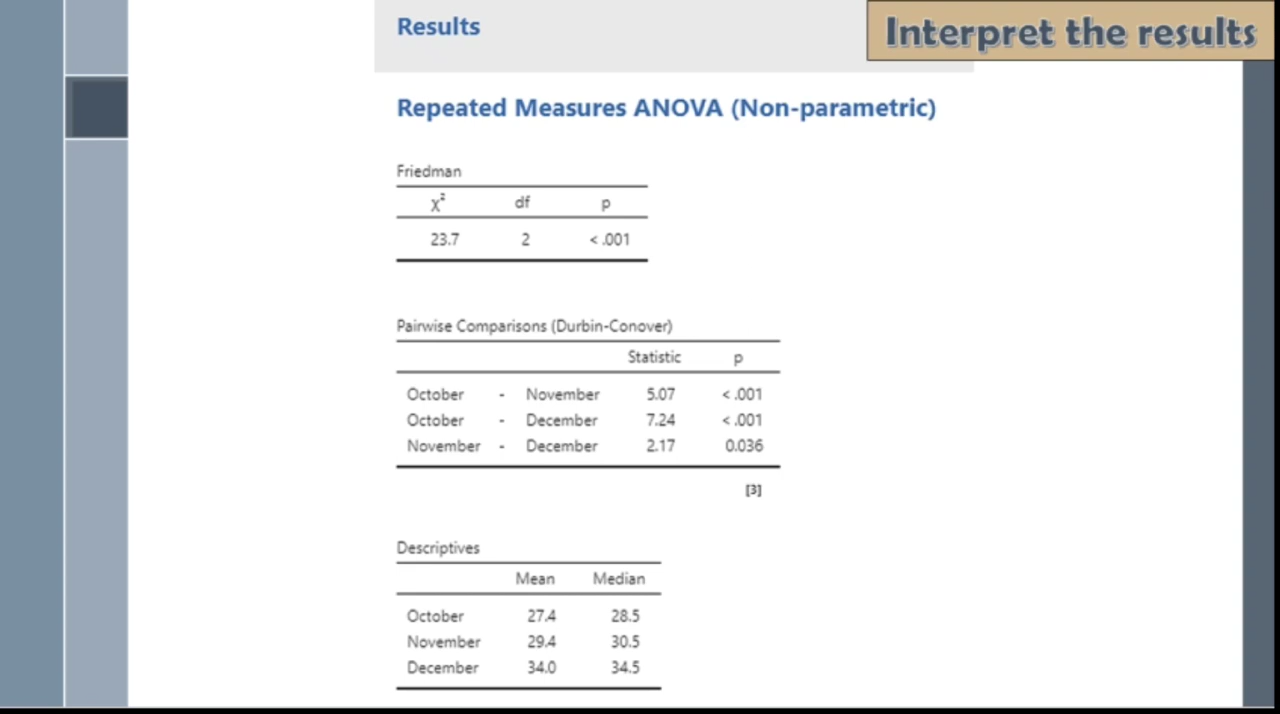 Results
Interpret the results
Repeated Measures ANOVA (Non-parametric)
Friedman
χ² df p
23.7 2 < .001
Pairwise Comparisons (Durbin-Conover)
Statistic p
October - November 5.07 < .001
October - December 7.24 < .001
November - December 2.17 0.036
[3]
Descriptives
Mean Median
October 27.4 28.5
November 29.4 30.5
December 34.0 34.5